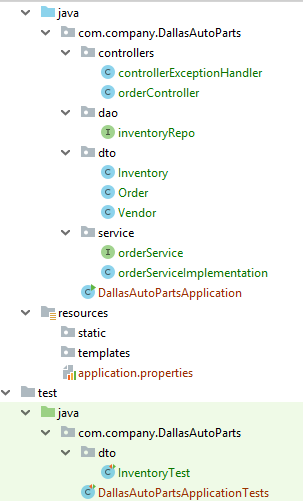 java
com.company.DallasAutoParts
controllers
controllerExceptionHandler
orderController
dao
inventoryRepo
dto
Inventory
Order
Vendor
service
orderService
orderServiceImplementation
DallasAutoPartsApplication
resources
static
templates
application.properties
test
java
com.company.DallasAutoParts
dto
InventoryTest
DallasAutoPartsApplicationTests